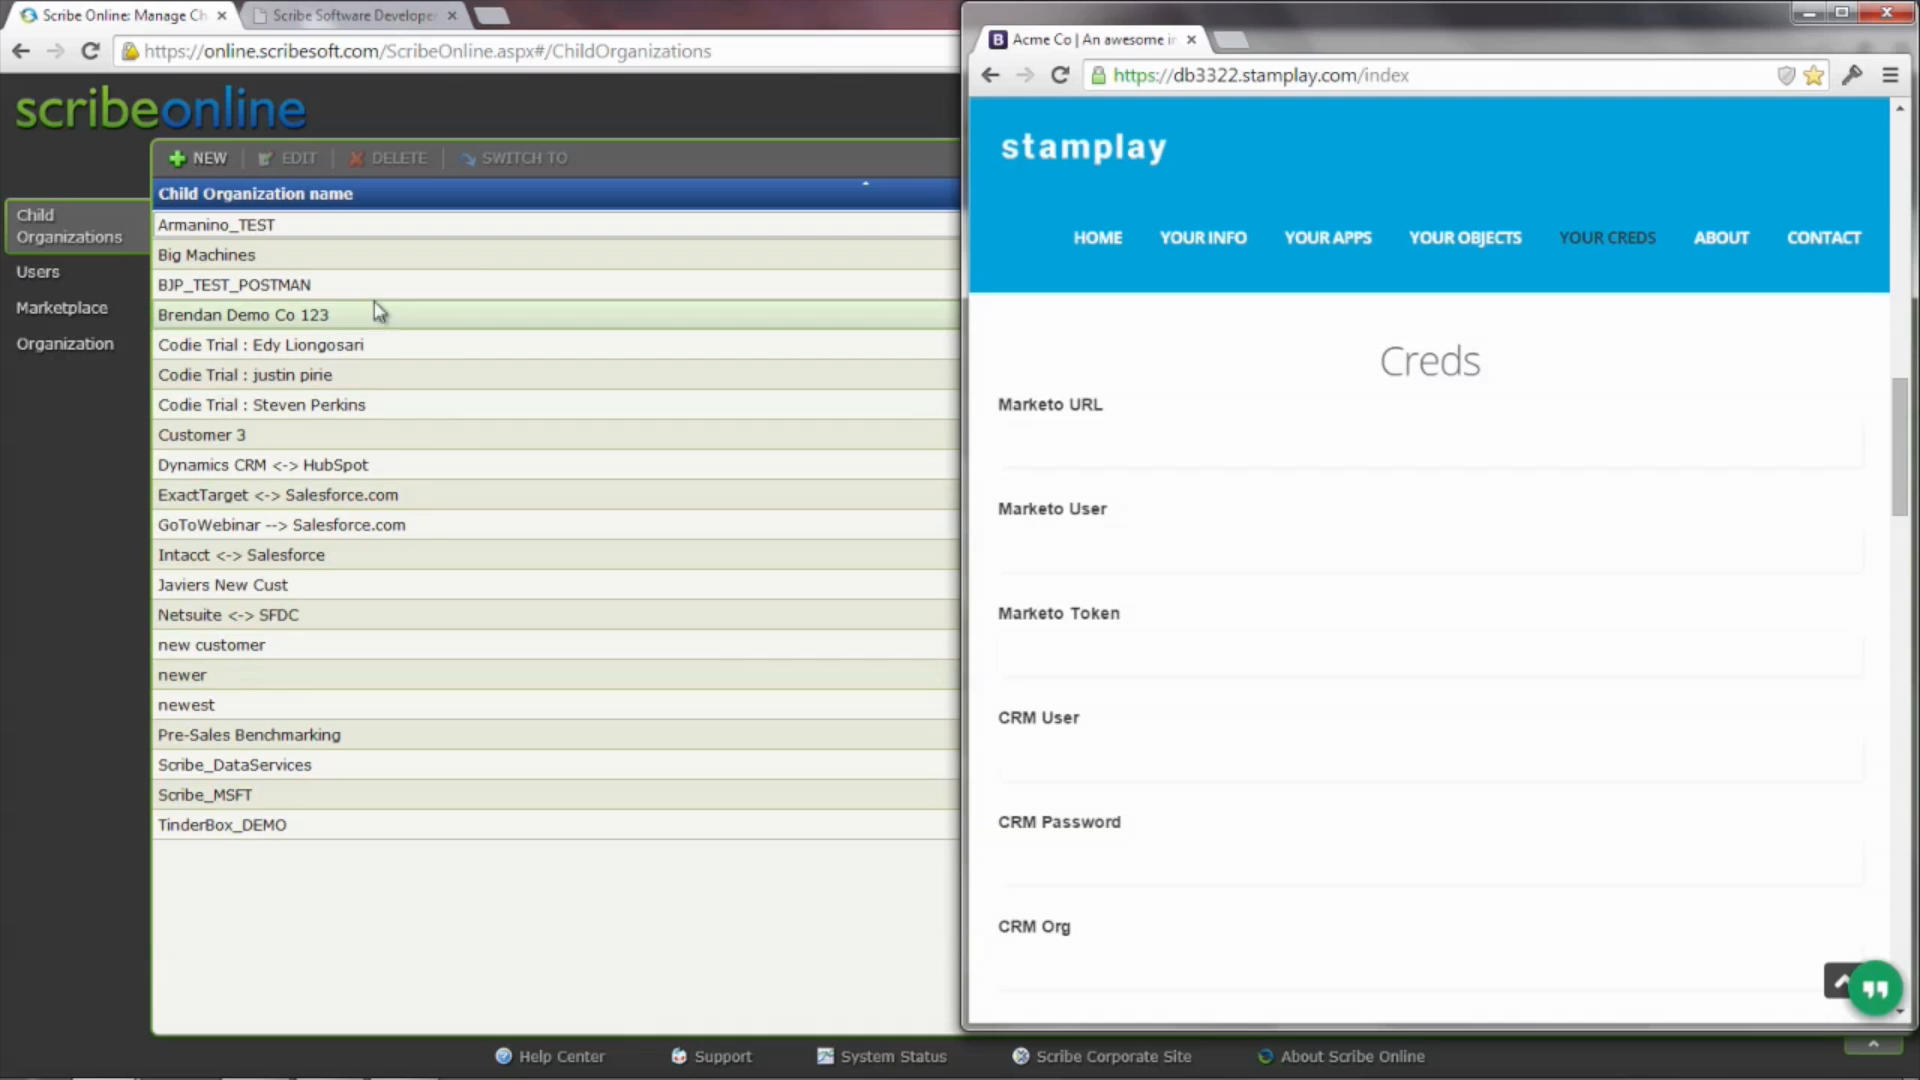 Scribe Online: Manage Ch
Scribe Software Developer
https://online.scribesoft.com/ScribeOnline.aspx#/ChildOrganizations
scribeonline
NEW
EDIT
DELETE
SWITCH TO
Child Organization name
Child
Organizations
Users
Marketplace
Organization
Armanino_TEST
Big Machines
BJP_TEST_POSTMAN
Brendan Demo Co 123
Codie Trial : Edy Liongosari
Codie Trial : justin pirie
Codie Trial : Steven Perkins
Customer 3
Dynamics CRM <-> HubSpot
ExactTarget <-> Salesforce.com
GoToWebinar --> Salesforce.com
Intacct <-> Salesforce
Javiers New Cust
Netsuite <-> SFDC
new customer
newer
newest
Pre-Sales Benchmarking
Scribe_DataServices
Scribe_MSFT
TinderBox_DEMO
Help Center
Support
System Status
Scribe Corporate Site
About Scribe Online
Acme Co | An awesome in
https://db3322.stamplay.com/index
stamplay
HOME
YOUR INFO
YOUR APPS
YOUR OBJECTS
YOUR CREDS
ABOUT
CONTACT
Creds
Marketo URL
Marketo User
Marketo Token
CRM User
CRM Password
CRM Org